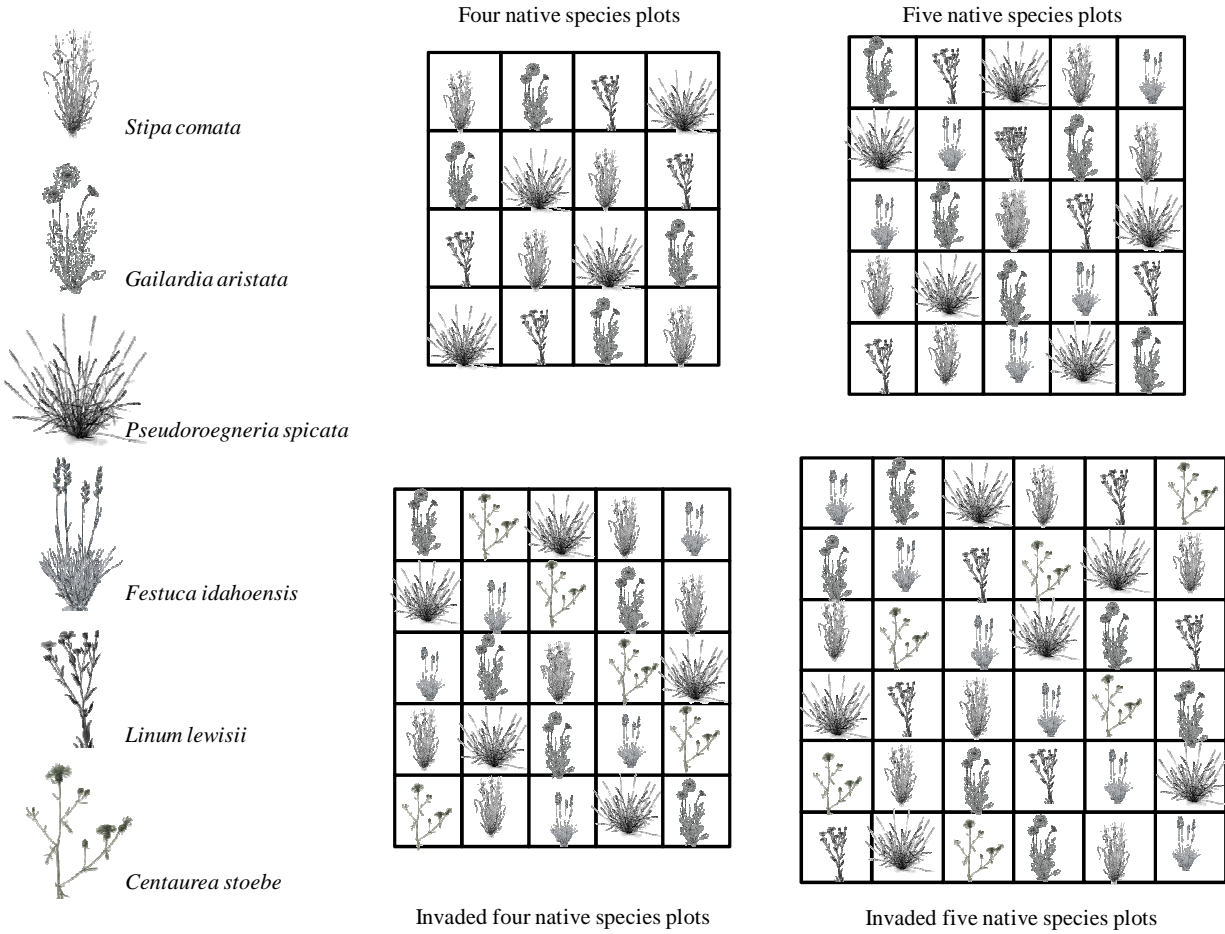 Four native species plots
Five native species plots
Stipa comata
Gailardia aristata
Pseudoroegneria spicata
Festuca idahoensis
Linum lewisii
Centaurea stoebe
Invaded four native species plots
Invaded five native species plots